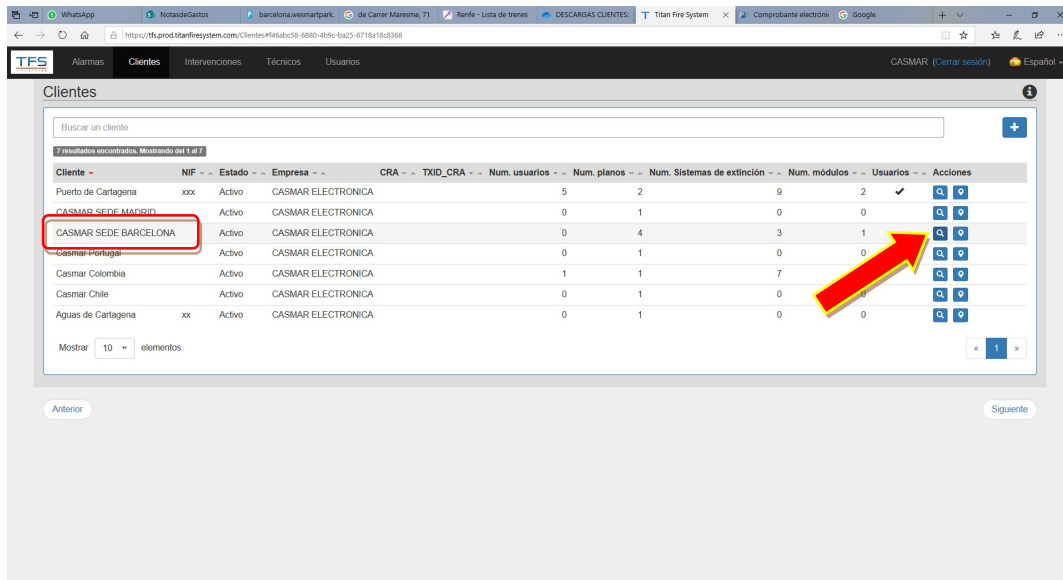 WhatsApp NotasdeGastos barcelona.wesmartpark. de Carrer Maresme, 71 Renfe - Lista de trenes DESCARGAS CLIENTES: Titan Fire System Comprobante electróni Google
https://tfs.prod.titanfiresystem.com/Clientes#f46abc58-6880-4b9c-ba25-6718a18c8368
TFS Alarmas Clientes Intervenciones Técnicos Usuarios CASMAR (Cerrar sesión) Español
Clientes
Buscar un cliente
7 resultados encontrados. Mostrando del 1 al 7
Cliente NIF Estado Empresa CRA TXID_CRA Num. usuarios Num. planos Num. Sistemas de extinción Num. módulos Usuarios Acciones
Puerto de Cartagena xxx Activo CASMAR ELECTRONICA 5 2 9 2
CASMAR SEDE MADRID Activo CASMAR ELECTRONICA 0 1 0 0
CASMAR SEDE BARCELONA Activo CASMAR ELECTRONICA 0 4 3 1
Casmar Portugal Activo CASMAR ELECTRONICA 0 1 0 0
Casmar Colombia Activo CASMAR ELECTRONICA 1 1 7
Casmar Chile Activo CASMAR ELECTRONICA 0 1 0 0
Aguas de Cartagena xx Activo CASMAR ELECTRONICA 0 1 0 0
Mostrar 10 elementos « 1 »
Anterior Siguiente